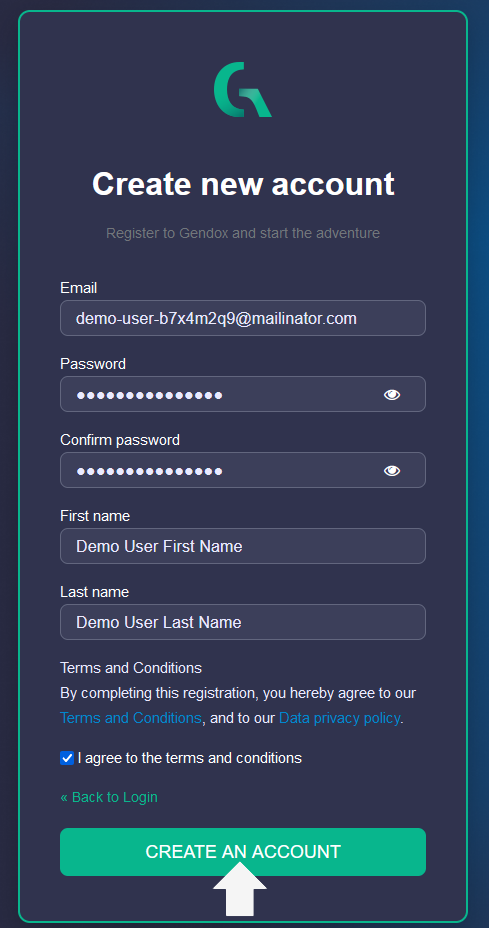 Create new account
Register to Gendox and start the adventure
Email
demo-user-b7x4m2q9@mailinator.com
Password
●●●●●●●●●●●●●●●
Confirm password
●●●●●●●●●●●●●●●
First name
Demo User First Name
Last name
Demo User Last Name
Terms and Conditions
By completing this registration, you hereby agree to our
Terms and Conditions, and to our Data privacy policy.
I agree to the terms and conditions
« Back to Login
CREATE AN ACCOUNT